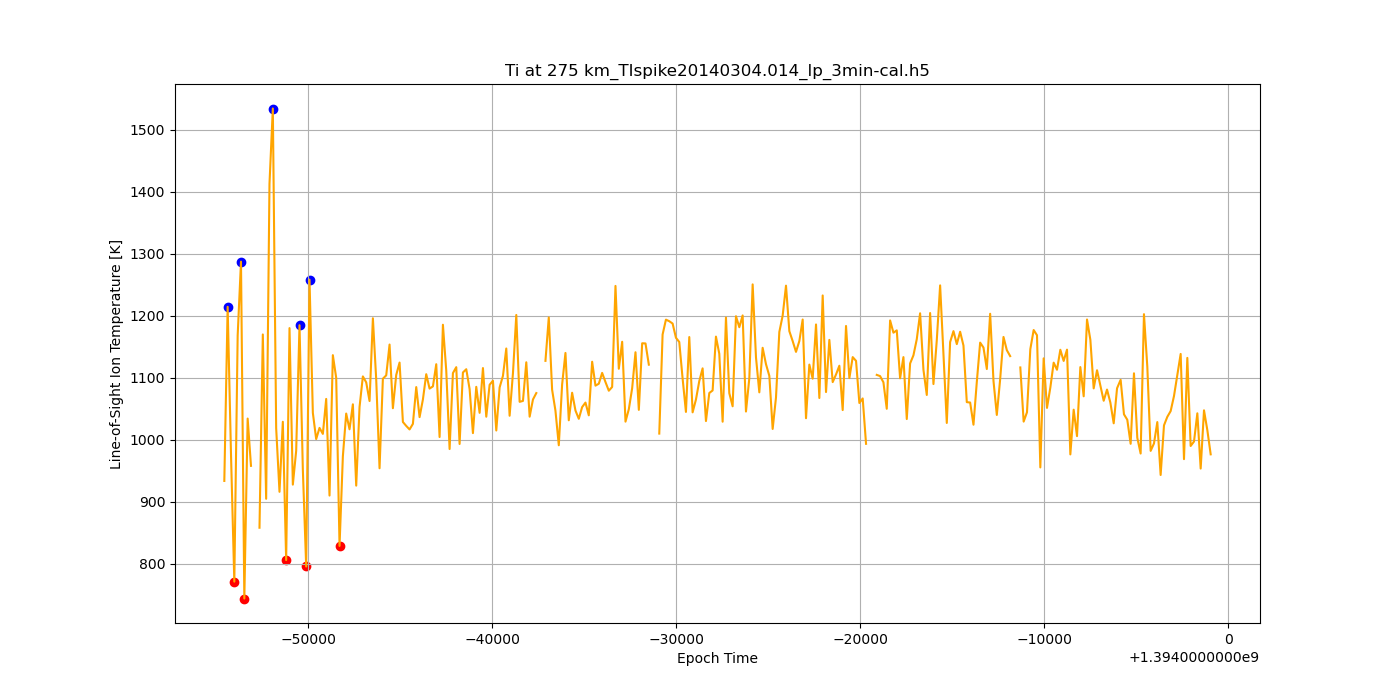 Ti at 275 km_TIspike20140304.014_lp_3min-cal.h5
Line-of-Sight Ion Temperature [K]
1500
1400
1300
1200
1100
1000
900
800
−50000 −40000 −30000 −20000 −10000 0
Epoch Time
+1.3940000000e9